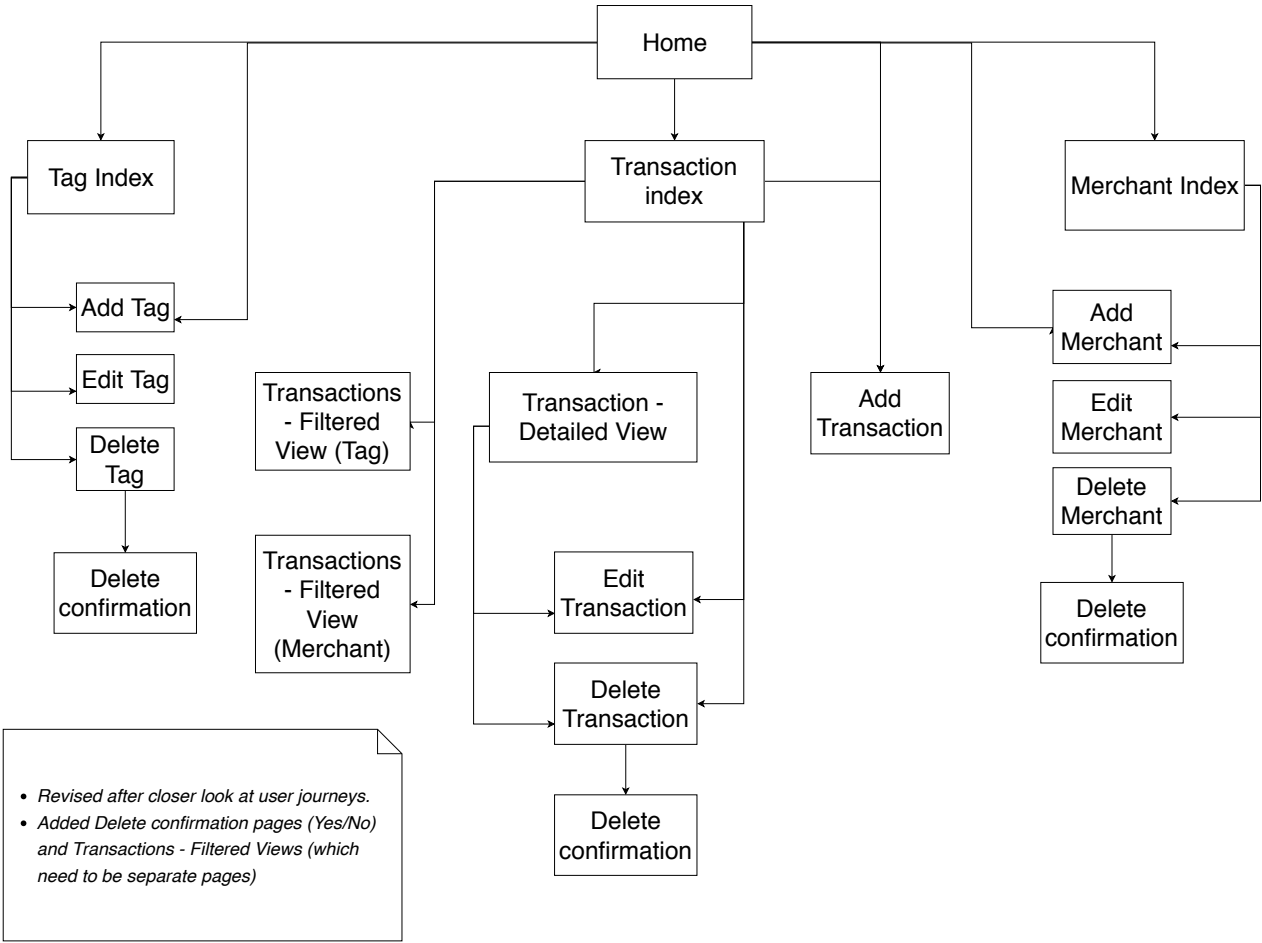 Home
Tag Index
Transaction
index
Merchant Index
Add Tag
Edit Tag
Delete
Tag
Delete
confirmation
Transactions
- Filtered
View (Tag)
Transactions
- Filtered
View
(Merchant)
Transaction -
Detailed View
Edit
Transaction
Delete
Transaction
Delete
confirmation
Add
Transaction
Add
Merchant
Edit
Merchant
Delete
Merchant
Delete
confirmation
• Revised after closer look at user journeys.
• Added Delete confirmation pages (Yes/No)
and Transactions - Filtered Views (which
need to be separate pages)